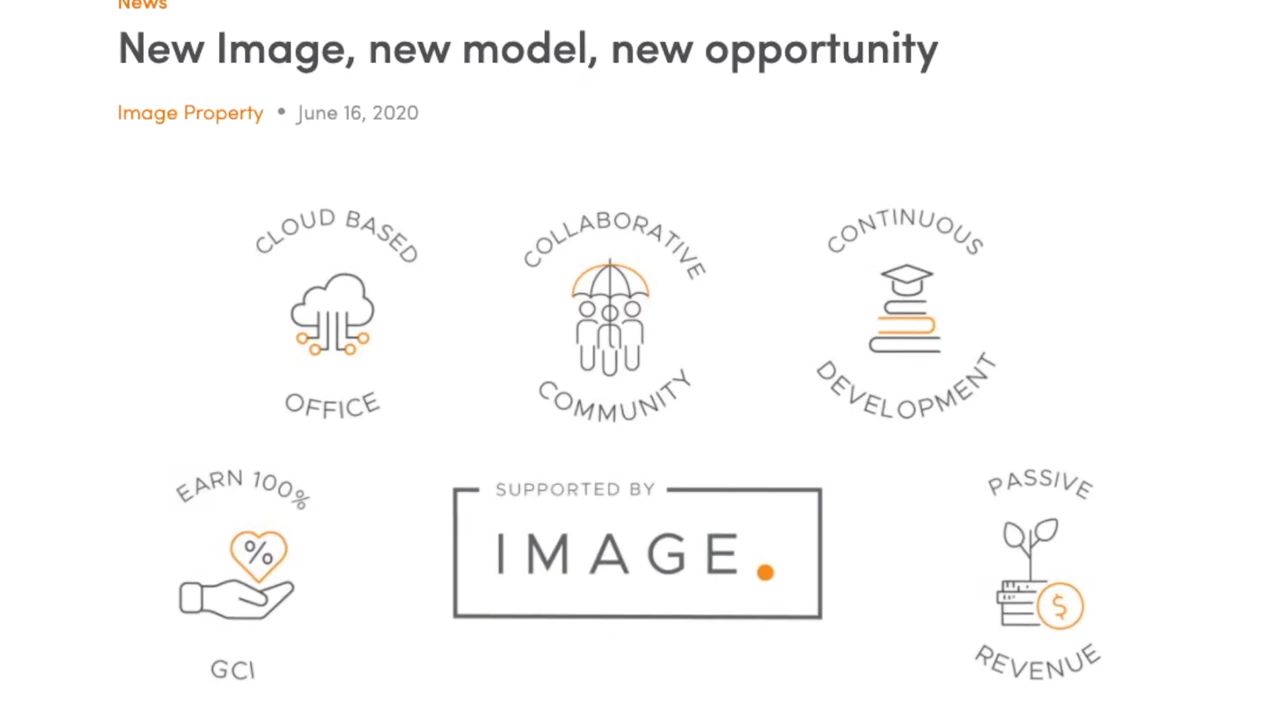 News
New Image, new model, new opportunity
Image Property • June 16, 2020
CLOUD BASED
OFFICE
COLLABORATIVE
COMMUNITY
CONTINUOUS
DEVELOPMENT
EARN 100%
%
GCI
SUPPORTED BY
IMAGE.
PASSIVE
$
REVENUE